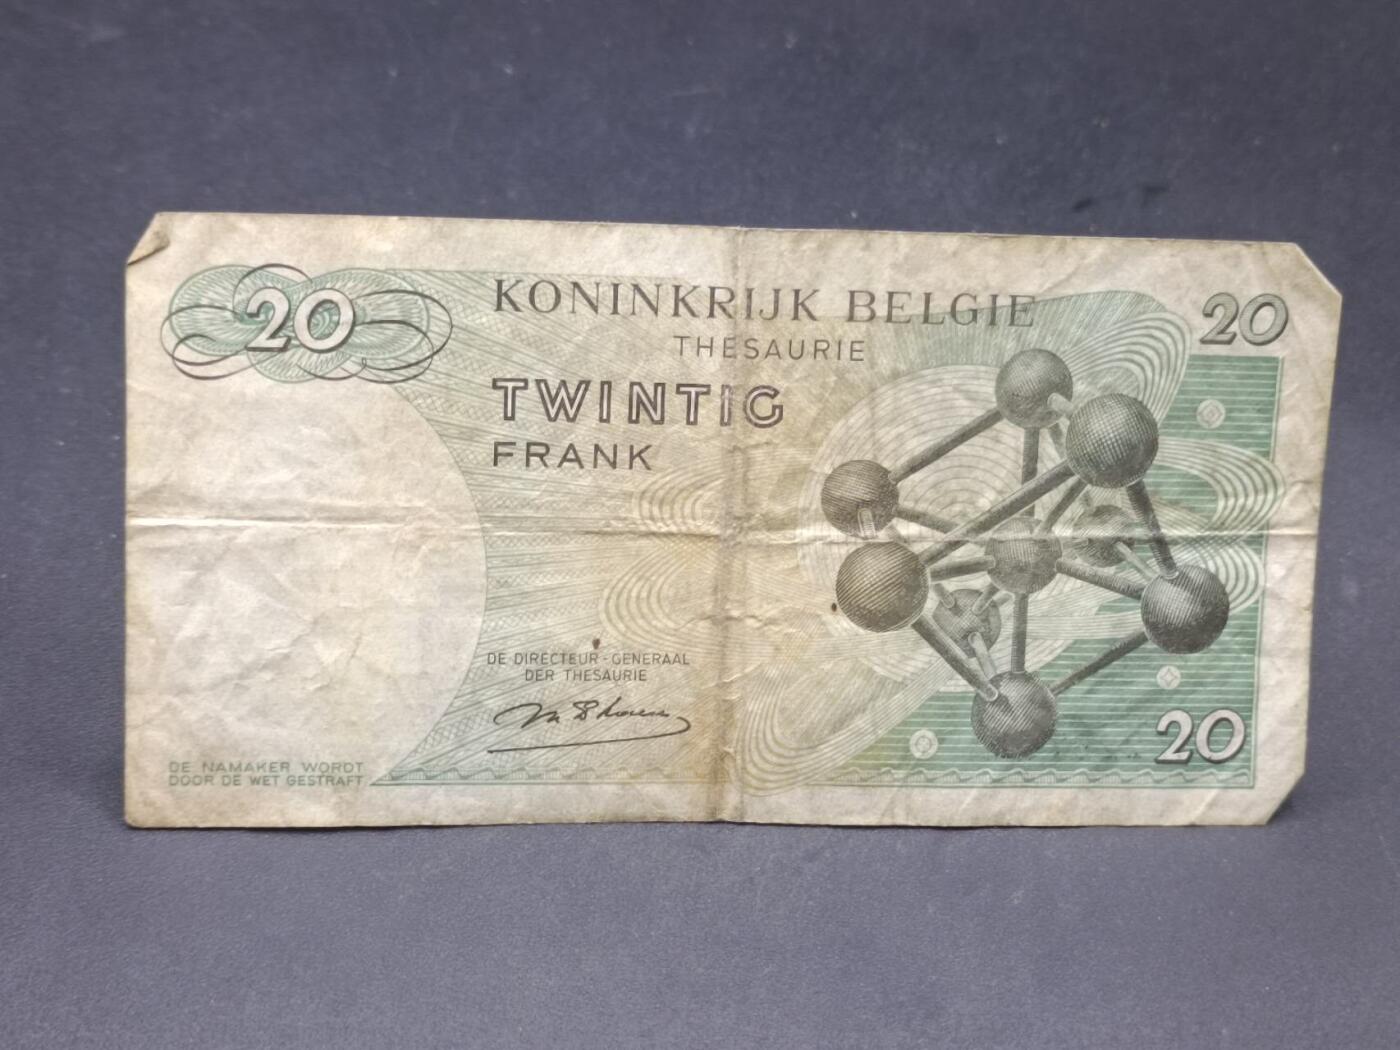 20
KONINKRIJK BELGIE
20
THESAURIE
TWINTIG
FRANK
DE DIRECTEUR-GENERAAL
DER THESAURIE
DE NAMAKER WORDT
DOOR DE WET GESTRAFT
20